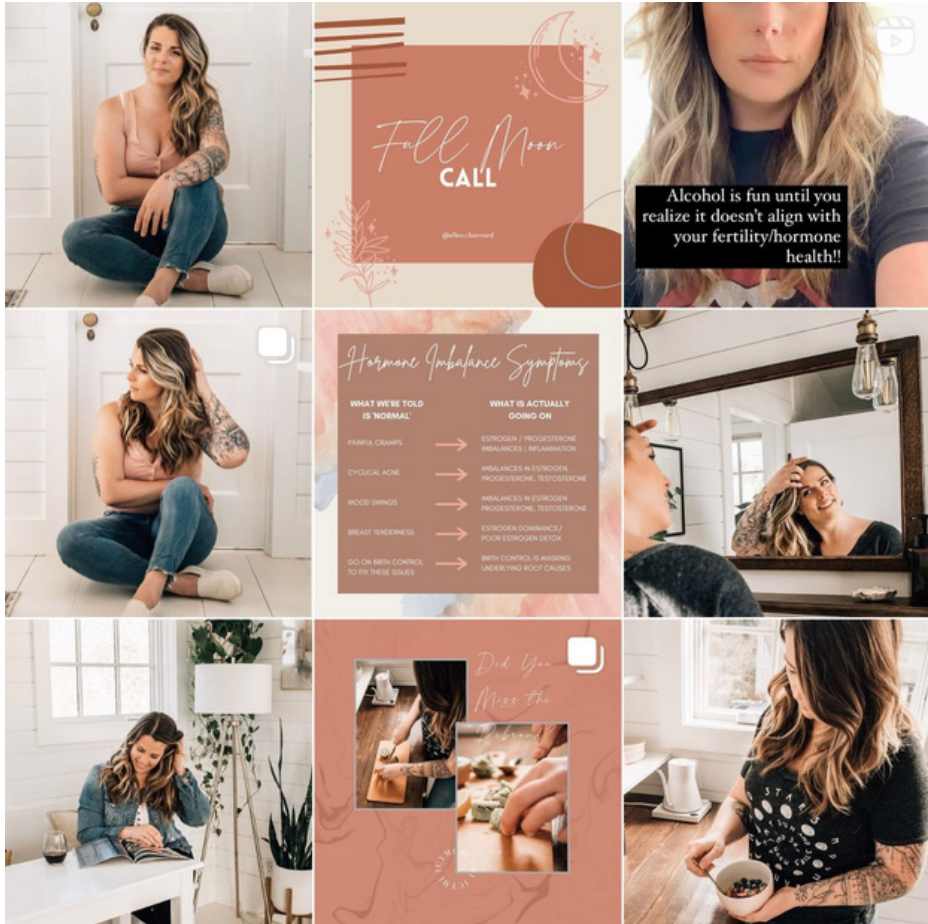 Full Moon
CALL
Alcohol is fun until you
realize it doesn't align with
your fertility/hormone
health!!
Hormone Imbalance Symptoms
WHAT WE'RE TOLD
IS 'NORMAL'
WHAT IS ACTUALLY
GOING ON
PAINFUL CRAMPS
ESTROGEN / PROGESTERONE
IMBALANCES | INFLAMMATION
CYCLICAL ACNE
IMBALANCES IN ESTROGEN,
PROGESTERONE, TESTOSTERONE
MOOD SWINGS
IMBALANCES IN ESTROGEN
PROGESTERONE, TESTOSTERONE
BREAST TENDERNESS
ESTROGEN DOMINANCE/
POOR ESTROGEN DETOX
GO ON BIRTH CONTROL
TO FIX THESE ISSUES
BIRTH CONTROL IS MASKING
UNDERLYING ROOT CAUSES
Did You
Miss the